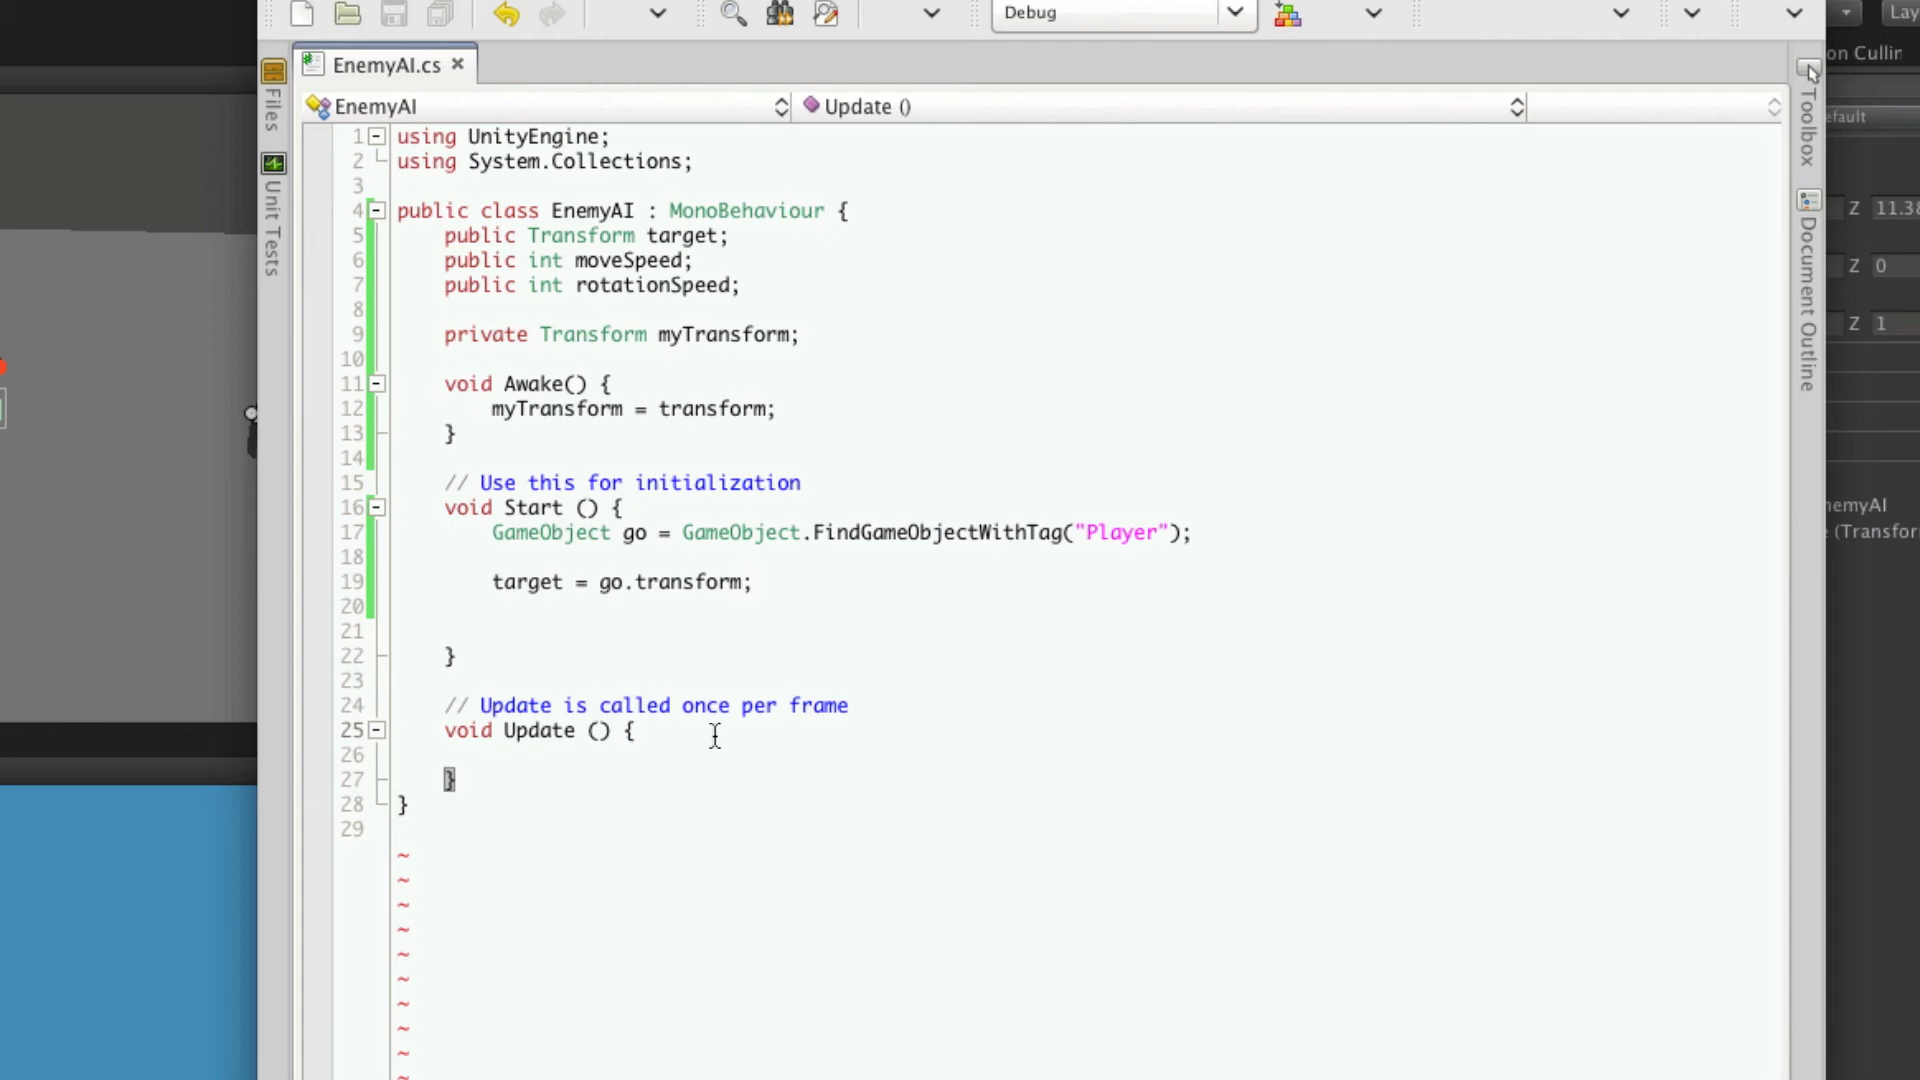 Debug
Lay
EnemyAI.cs
on Cullin
Files
EnemyAI
Update ()
Toolbox
efault
1 using UnityEngine;
2 using System.Collections;
3
4 public class EnemyAI : MonoBehaviour {
5 public Transform target;
6 public int moveSpeed;
7 public int rotationSpeed;
8
9 private Transform myTransform;
10
11 void Awake() {
12 myTransform = transform;
13 }
14
15 // Use this for initialization
16 void Start () {
17 GameObject go = GameObject.FindGameObjectWithTag("Player");
18
19 target = go.transform;
20
21
22 }
23
24 // Update is called once per frame
25 void Update () {
26
27 }
28 }
29
~
~
~
~
~
~
~
~
~
~
Unit Tests
Document Outline
Z 11.38
Z 0
Z 1
nemyAI
(Transfor